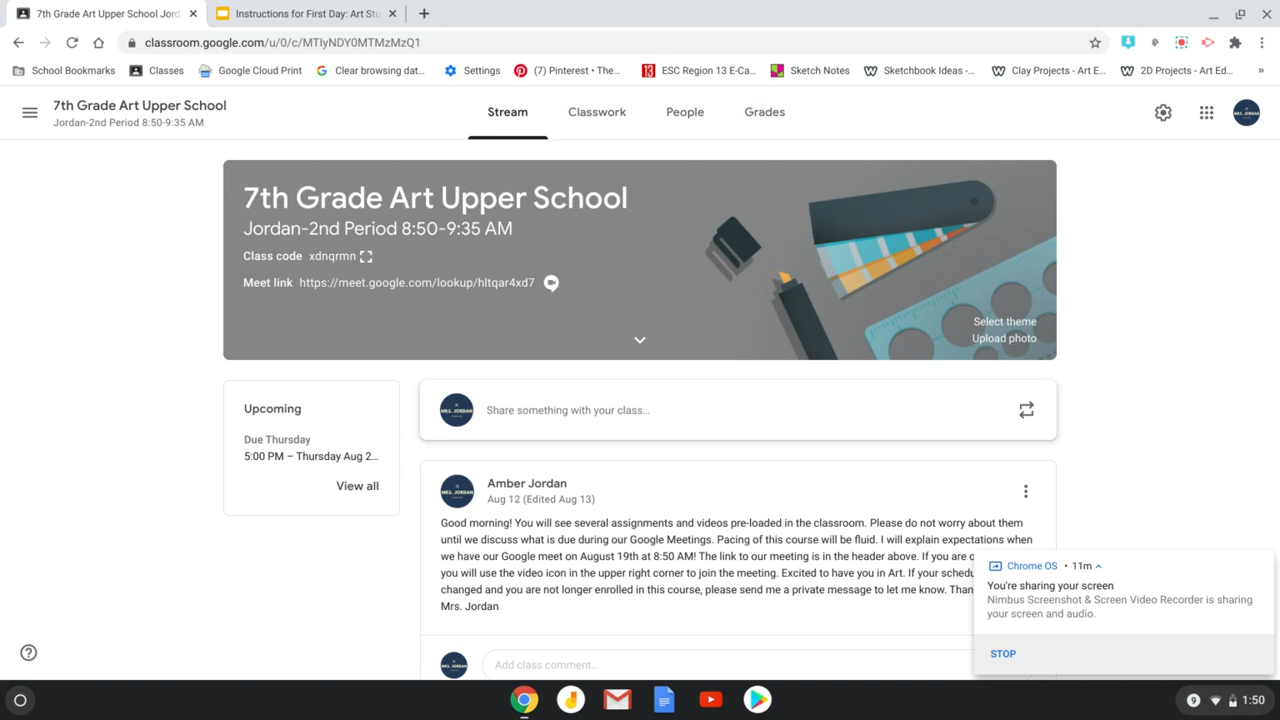 7th Grade Art Upper School Jord
Instructions for First Day: Art Stu
classroom.google.com/u/0/c/MTIyNDY0MTMzMzQ1
School Bookmarks
Classes
Google Cloud Print
Clear browsing dat...
Settings
(7) Pinterest • The...
ESC Region 13 E-Ca...
Sketch Notes
Sketchbook Ideas -...
Clay Projects - Art E...
2D Projects - Art Ed...
»
7th Grade Art Upper School
Jordan-2nd Period 8:50-9:35 AM
Stream
Classwork
People
Grades
7th Grade Art Upper School
Jordan-2nd Period 8:50-9:35 AM
Class code xdnqrmn
Meet link https://meet.google.com/lookup/hltqar4xd7
Select theme
Upload photo
Upcoming
Due Thursday
5:00 PM – Thursday Aug 2...
View all
MRS. JORDAN
Share something with your class...
MRS. JORDAN
Amber Jordan
Aug 12 (Edited Aug 13)
Good morning! You will see several assignments and videos pre-loaded in the classroom. Please do not worry about them
until we discuss what is due during our Google Meetings. Pacing of this course will be fluid. I will explain expectations when
we have our Google meet on August 19th at 8:50 AM! The link to our meeting is in the header above. If you are o
you will use the video icon in the upper right corner to join the meeting. Excited to have you in Art. If your schedu
changed and you are not longer enrolled in this course, please send me a private message to let me know. Than
Mrs. Jordan
Add class comment...
Chrome OS • 11m
You're sharing your screen
Nimbus Screenshot & Screen Video Recorder is sharing
your screen and audio.
STOP
9
1:50